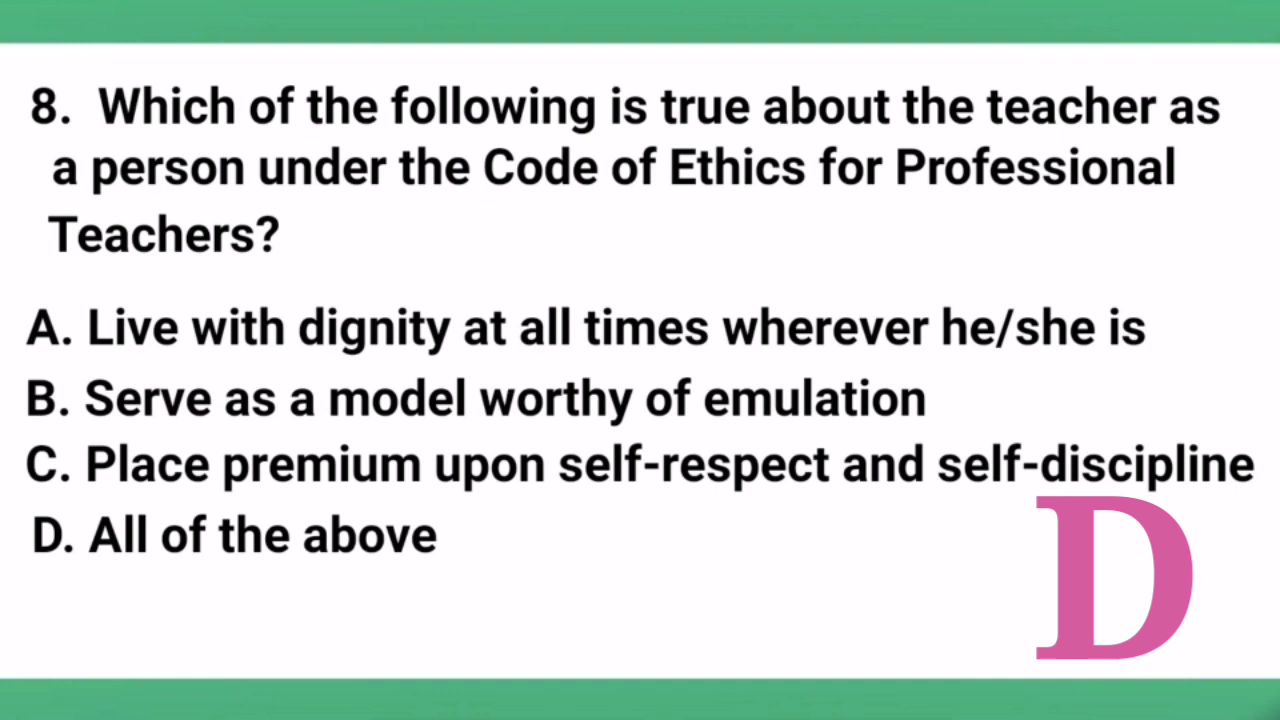 8. Which of the following is true about the teacher as
a person under the Code of Ethics for Professional
Teachers?
A. Live with dignity at all times wherever he/she is
B. Serve as a model worthy of emulation
C. Place premium upon self-respect and self-discipline
D. All of the above
D